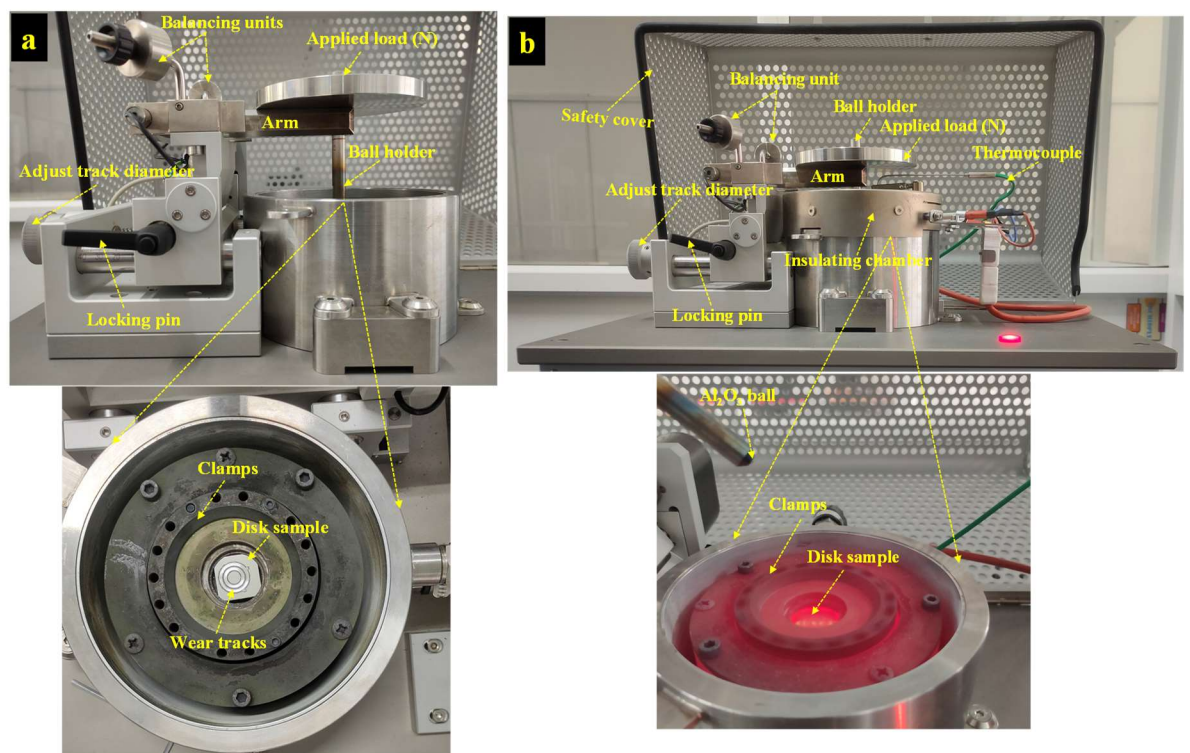 a
Balancing units
Applied load (N)
Arm
Ball holder
Adjust track diameter
Locking pin
Clamps
Disk sample
Wear tracks
b
Balancing unit
Safety cover
Ball holder
Applied load (N)
Thermocouple
Arm
Adjust track diameter
Insulating chamber
Locking pin
Al₂O₃ ball
Clamps
Disk sample